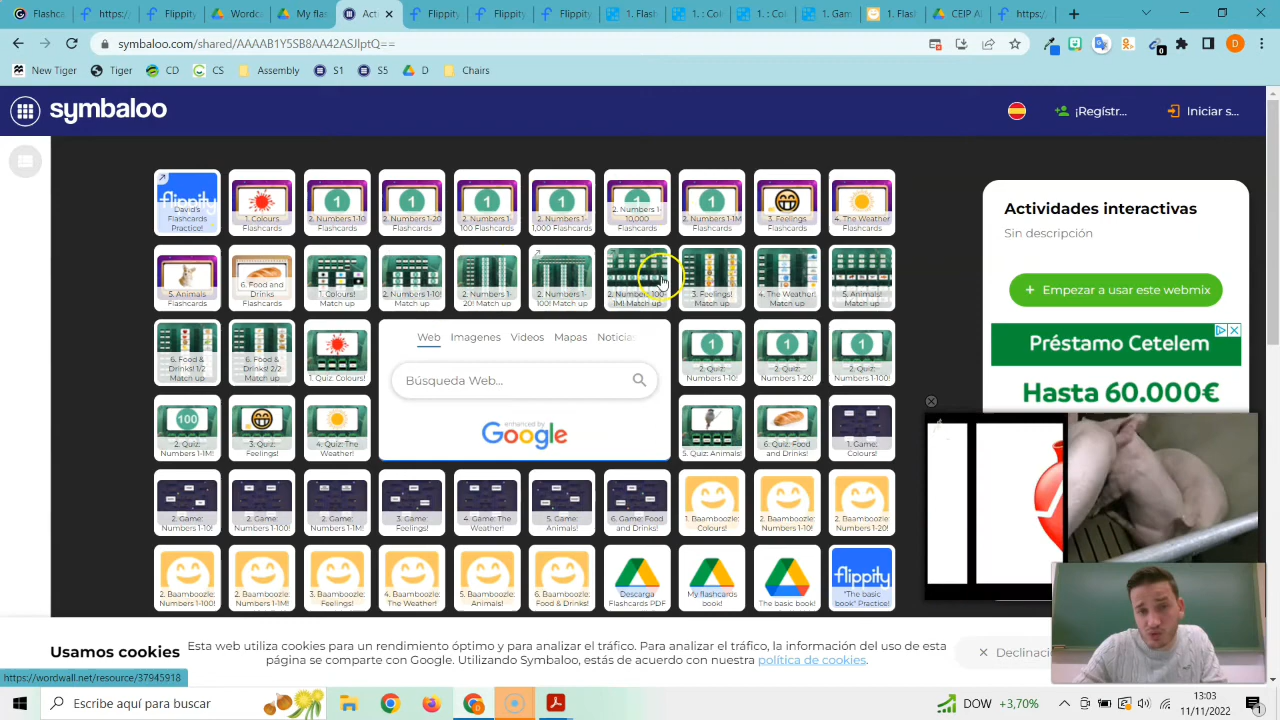 Flashca
Wordc
My flash
Acti
Flippity
Flippity
Flippity
1. Flash
1. : Col
1. : Col
1. Gam
1. Flash
CEIP A
https:/
symbaloo.com/shared/AAAAB1Y5SB8AA42ASJIptQ==
New Tiger
Tiger
CD
CS
Assembly
S1
S5
D
Chairs
symbaloo
¡Regístr...
Iniciar s...
flippity
David's
Flashcards
Practice!
1. Colours
Flashcards
2. Numbers 1-10
Flashcards
2. Numbers 1-20
Flashcards
2. Numbers 1-
100 Flashcards
2. Numbers 1-
1,000 Flashcards
2. Numbers 1-
10,000
Flashcards
2. Numbers 1-1M
Flashcards
3. Feelings
Flashcards
4. The Weather
Flashcards
5. Animals
Flashcards
6. Food and
Drinks
Flashcards
1. Colours!
Match up
2. Numbers
1-10! Match up
2. Numbers 1-
20! Match up
2. Numbers 1-
100! Match up
2. Numbers 100-
1M! Match up
3. Feelings!
Match up
4. The Weather!
Match up
5. Animals!
Match up
6. Food &
Drinks! 1/2
Match up
6. Food &
Drinks! 2/2
Match up
1. Quiz: Colours!
Web Imagenes Videos Mapas Noticia
Búsqueda Web...
enhanced by
Google
2. Quiz:
Numbers 1-10!
2. Quiz:
Numbers 1-20!
2. Quiz:
Numbers 1-100!
2. Quiz:
Numbers 1-1M!
3. Quiz:
Feelings!
4. Quiz: The
Weather!
5. Quiz: Animals!
6. Quiz: Food
and Drinks!
1. Game:
Colours!
2. Game:
Numbers 1-10!
2. Game:
Numbers 1-100!
2. Game:
Numbers 1-1M!
3. Game:
Feelings!
4. Game: The
Weather!
5. Game:
Animals!
6. Game: Food
and Drinks!
1. Baamboozle:
Colours!
2. Baamboozle:
Numbers 1-10!
2. Baamboozle:
Numbers 1-20!
2. Baamboozle:
Numbers 1-100!
2. Baamboozle:
Numbers 1-1M!
3. Baamboozle:
Feelings!
4. Baamboozle:
The Weather!
5. Baamboozle:
Animals!
6. Baamboozle:
Food & Drinks!
Descarga
Flashcards PDF
My flashcards
book!
The basic
book!
flippity
"The basic
book" Practice!
Actividades interactivas
Sin descripción
+ Empezar a usar este webmix
Préstamo Cetelem
Hasta 60.000€
Usamos cookies
Esta web utiliza cookies para un rendimiento óptimo y para analizar el tráfico. Para analizar el tráfico, la información del uso de esta
página se comparte con Google. Utilizando Symbaloo, estás de acuerdo con nuestra política de cookies.
Declinaci
https://wordwall.net/resource/37945918
Escribe aquí para buscar
DOW +3,70%
13:03
11/11/2022